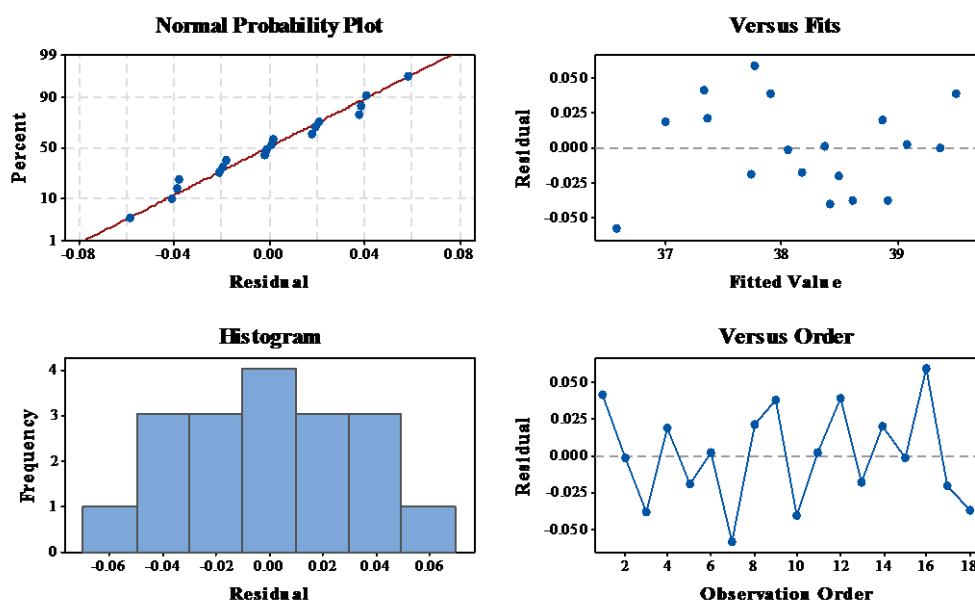 Normal Probability Plot
Percent
99
90
50
10
1
-0.08 -0.04 0.00 0.04 0.08
Residual
Versus Fits
Residual
0.050
0.025
0.000
-0.025
-0.050
37 38 39
Fitted Value
Histogram
Frequency
4
3
2
1
0
-0.06 -0.04 -0.02 0.00 0.02 0.04 0.06
Residual
Versus Order
Residual
0.050
0.025
0.000
-0.025
-0.050
2 4 6 8 10 12 14 16 18
Observation Order